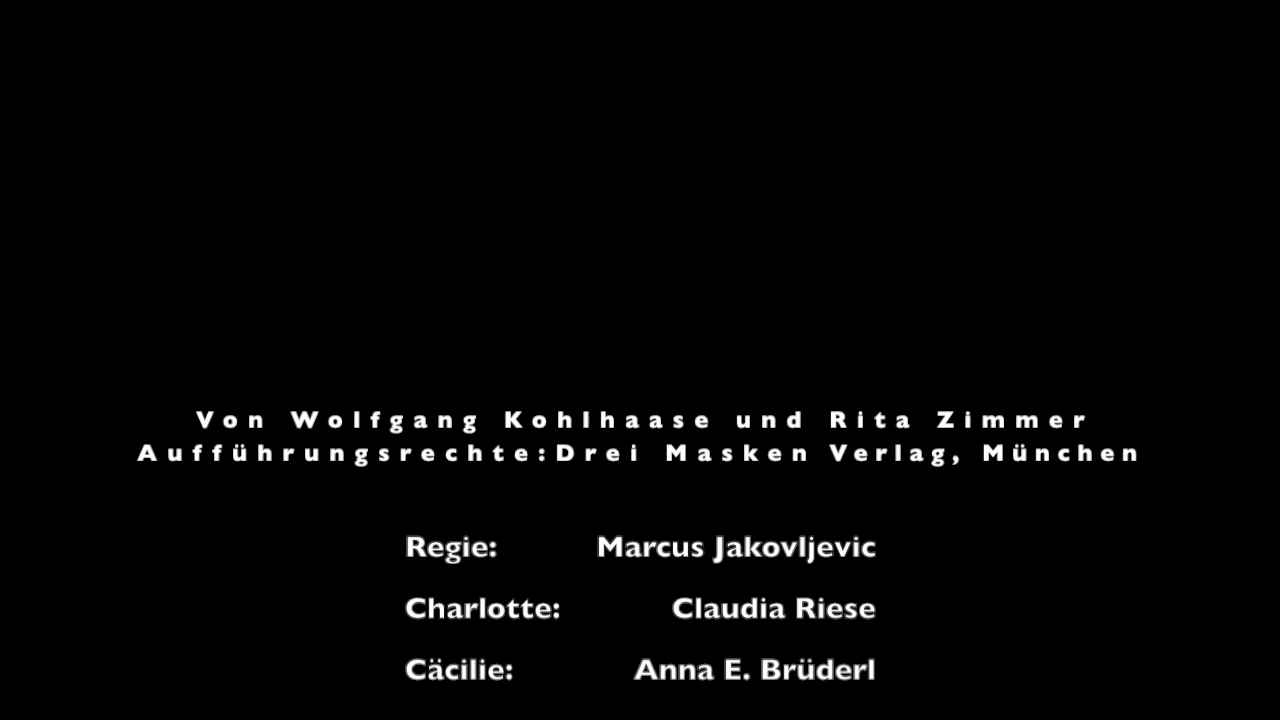 Von Wolfgang Kohlhaase und Rita Zimmer
Aufführungsrechte:Drei Masken Verlag, München
Regie: Marcus Jakovljevic
Charlotte: Claudia Riese
Cäcilie: Anna E. Brüderl